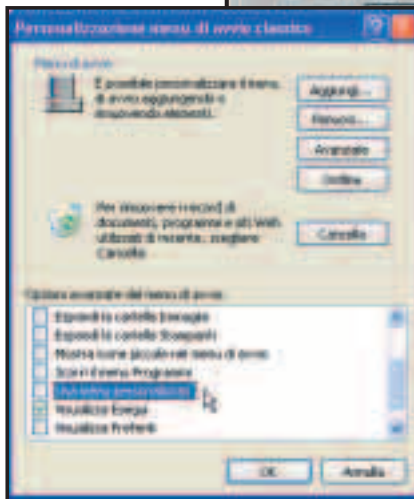 Personalizzazione menu di avvio classico
Menu di avvio
È possibile personalizzare il menu
di avvio aggiungendo o
rimuovendo elementi.
Aggiungi...
Rimuovi...
Avanzate
Ordina
Per rimuovere i record di
documenti, programmi e siti Web
utilizzati di recente, scegliere
Cancella
Cancella
Opzioni avanzate del menu di avvio:
Espandi la cartella Immagini
Espandi la cartella Stampanti
Mostra icone piccole nel menu di avvio
Scorri il menu Programmi
Usa menu personalizzati
Visualizza Esegui
Visualizza Preferiti
OK
Annulla